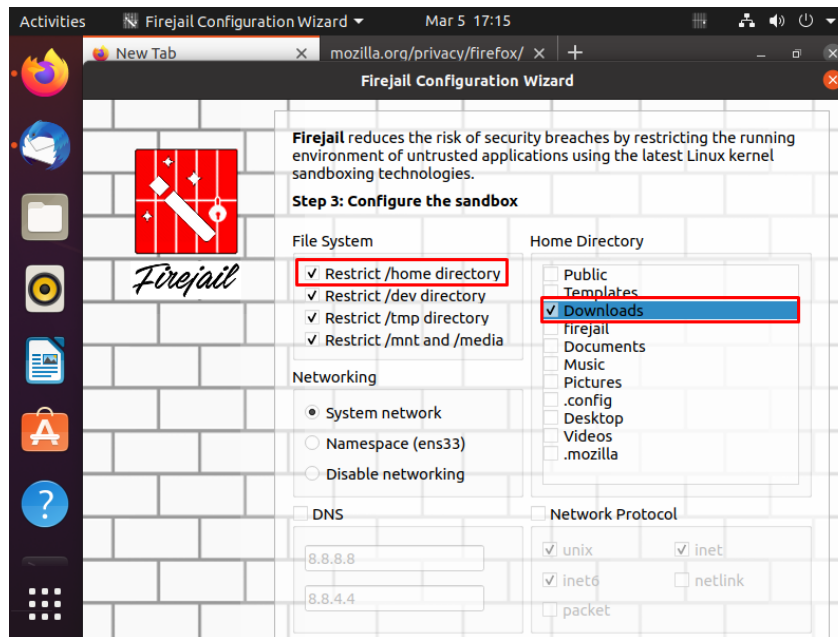 Activities
Firejail Configuration Wizard
Mar 5 17:15
New Tab
mozilla.org/privacy/firefox/
Firejail Configuration Wizard
Firejail reduces the risk of security breaches by restricting the running
environment of untrusted applications using the latest Linux kernel
sandboxing technologies.
Step 3: Configure the sandbox
Firejail
File System
Restrict /home directory
Restrict /dev directory
Restrict /tmp directory
Restrict /mnt and /media
Home Directory
Public
Templates
Downloads
firejail
Documents
Music
Pictures
.config
Desktop
Videos
.mozilla
Networking
System network
Namespace (ens33)
Disable networking
DNS
8.8.8.8
8.8.4.4
Network Protocol
unix
inet
inet6
netlink
packet